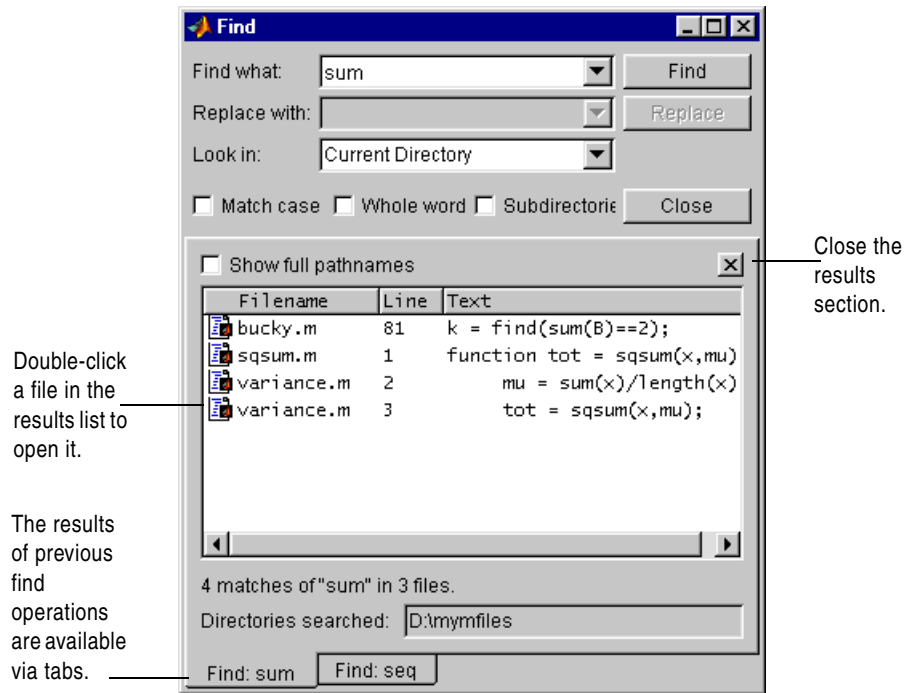 Find
Find what: sum Find
Replace with: Replace
Look in: Current Directory
Match case Whole word Subdirectorie Close
Show full pathnames
Filename Line Text
bucky.m 81 k = find(sum(B)==2);
sqsum.m 1 function tot = sqsum(x,mu)
variance.m 2 mu = sum(x)/length(x)
variance.m 3 tot = sqsum(x,mu);
4 matches of "sum" in 3 files.
Directories searched: D:\mymfiles
Find: sum Find: seq
Close the
results
section.
Double-click
a file in the
results list to
open it.
The results
of previous
find
operations
are available
via tabs.